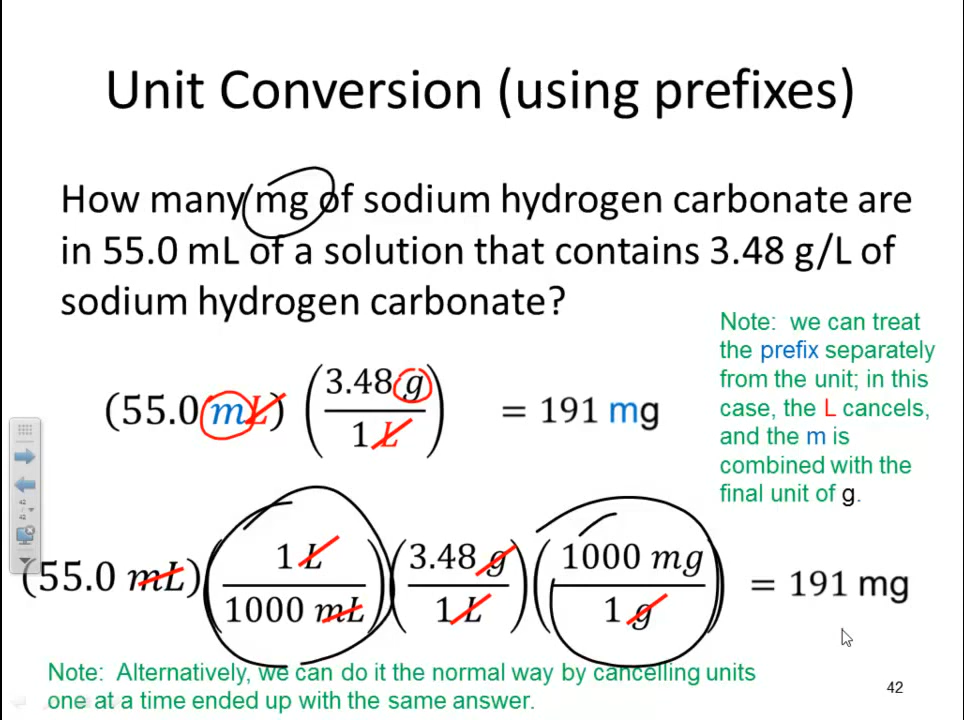 Unit Conversion (using prefixes)
How many mg of sodium hydrogen carbonate are
in 55.0 mL of a solution that contains 3.48 g/L of
sodium hydrogen carbonate?
Note: we can treat
the prefix separately
from the unit; in this
case, the L cancels,
and the m is
combined with the
final unit of g.
(55.0 mL) (3.48 g / 1 L) = 191 mg
(55.0 mL) (1 L / 1000 mL) (3.48 g / 1 L) (1000 mg / 1 g) = 191 mg
Note: Alternatively, we can do it the normal way by cancelling units
one at a time ended up with the same answer.
42
42
42